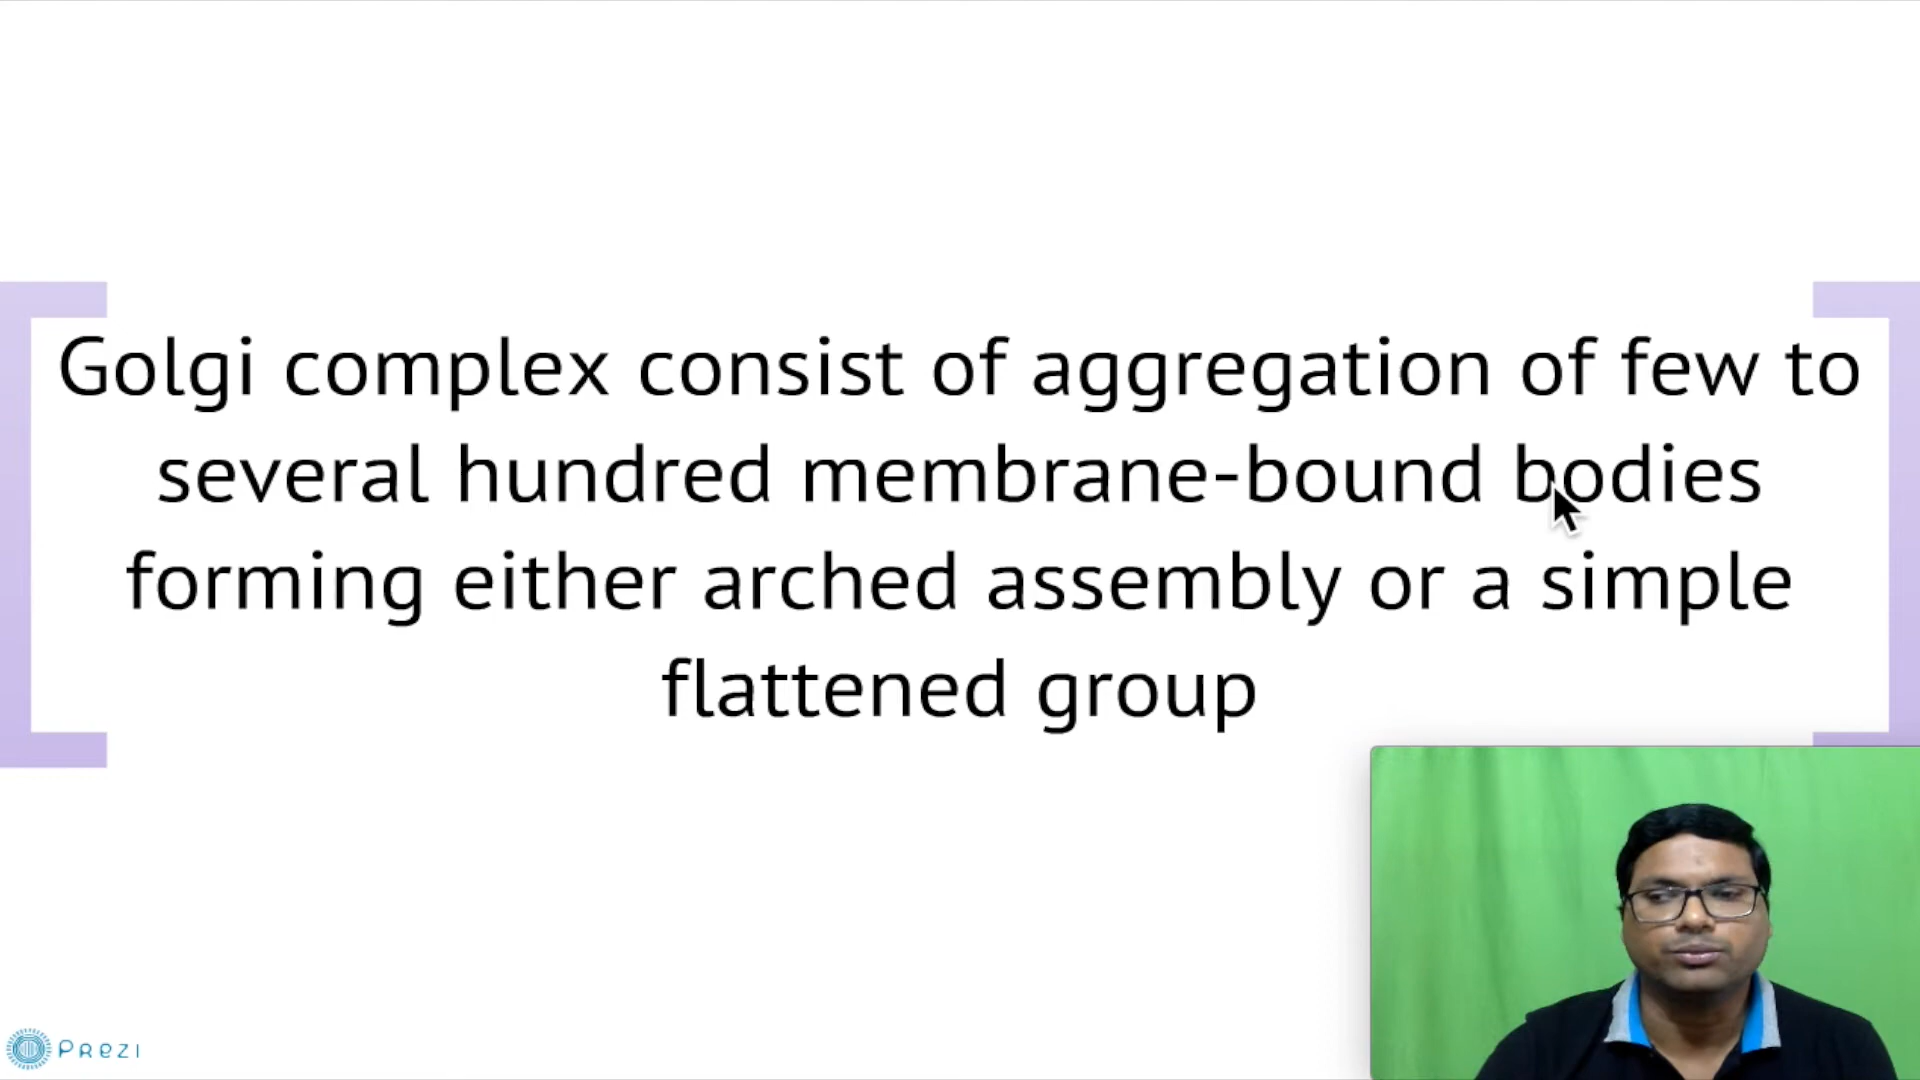 Golgi complex consist of aggregation of few to
several hundred membrane-bound bodies
forming either arched assembly or a simple
flattened group
Prezi